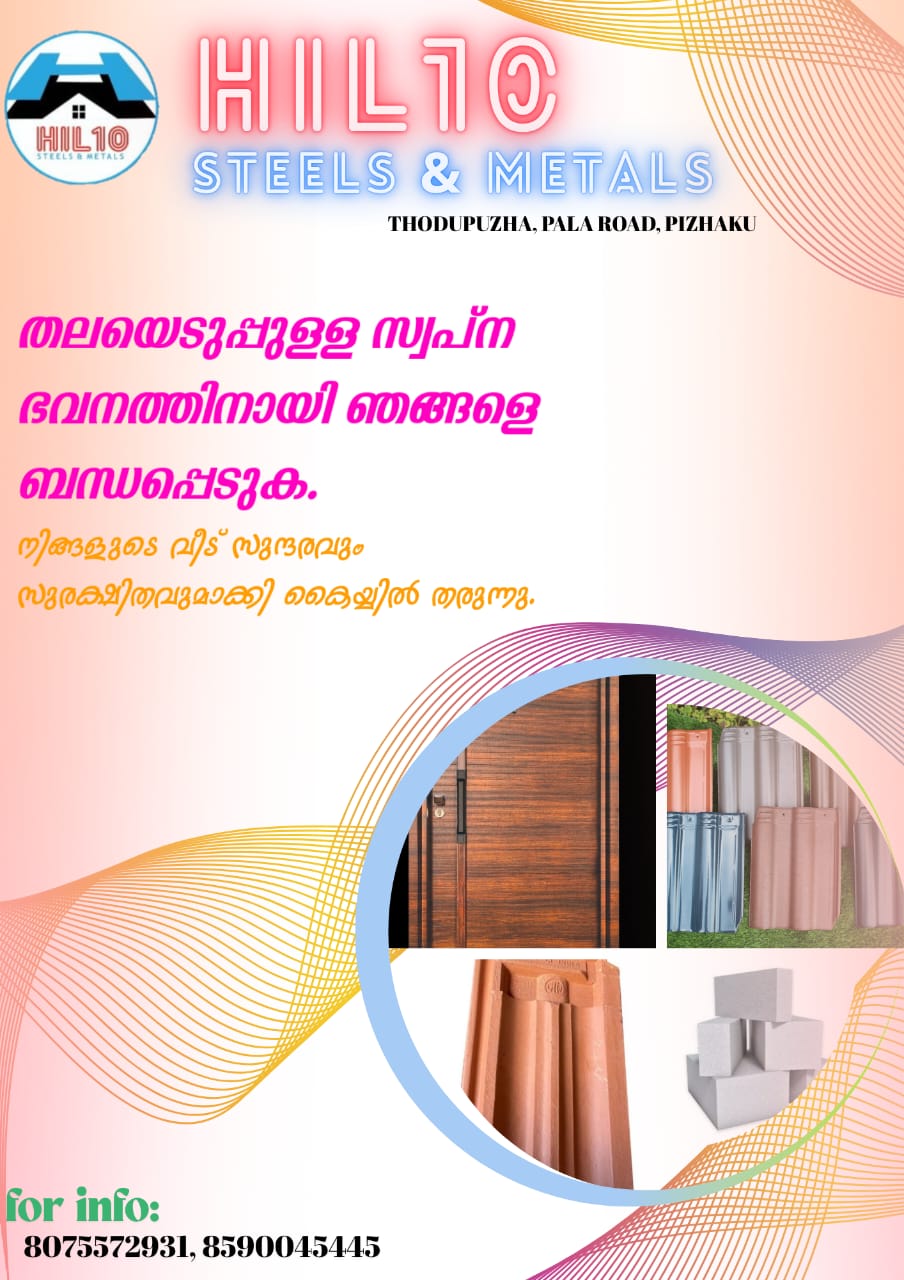 HIL10
STEELS & METALS
HIL10
STEELS & METALS
THODUPUZHA, PALA ROAD, PIZHAKU
തലയെടുപ്പുള്ള സ്വപ്ന
ഭവനത്തിനായി ഞങ്ങളെ
ബന്ധപ്പെടുക.
നിങ്ങളുടെ വീട് സുന്ദരവും
സുരക്ഷിതവുമാക്കി കൈയ്യിൽ തരുന്നു.
for info:
8075572931, 8590045445